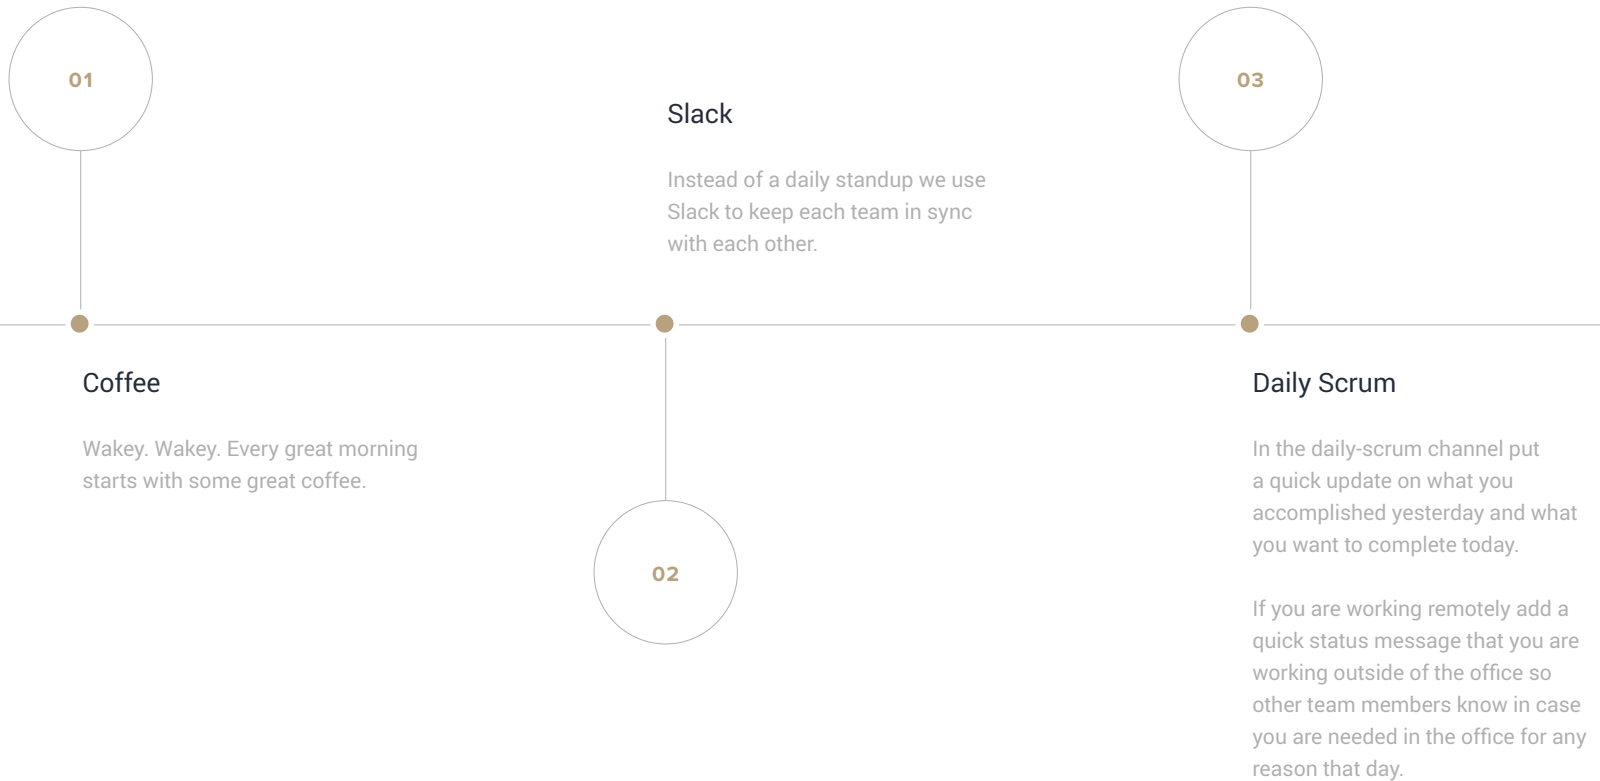 01
Coffee
Wakey. Wakey. Every great morning
starts with some great coffee.
Slack
Instead of a daily standup we use
Slack to keep each team in sync
with each other.
02
03
Daily Scrum
In the daily-scrum channel put
a quick update on what you
accomplished yesterday and what
you want to complete today.
If you are working remotely add a
quick status message that you are
working outside of the office so
other team members know in case
you are needed in the office for any
reason that day.